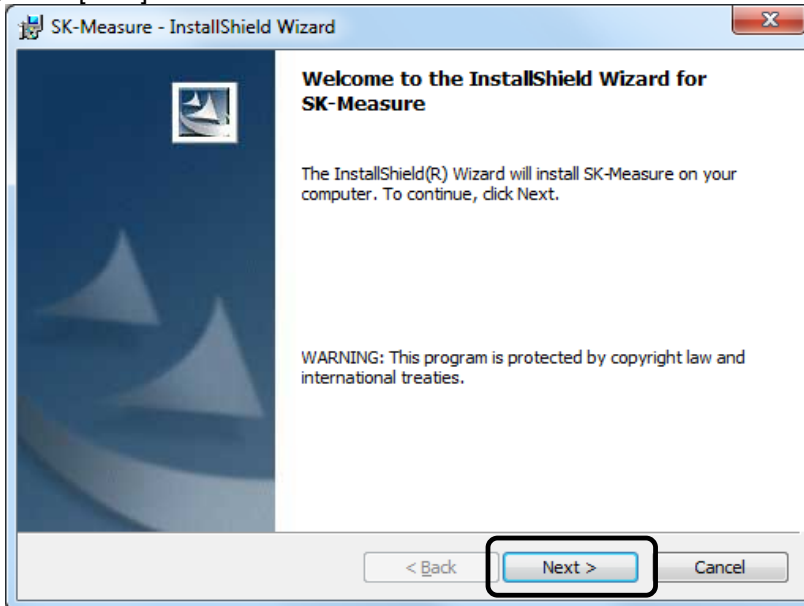 SK-Measure - InstallShield Wizard
Welcome to the InstallShield Wizard for
SK-Measure
The InstallShield(R) Wizard will install SK-Measure on your
computer. To continue, click Next.
WARNING: This program is protected by copyright law and
international treaties.
< Back Next > Cancel